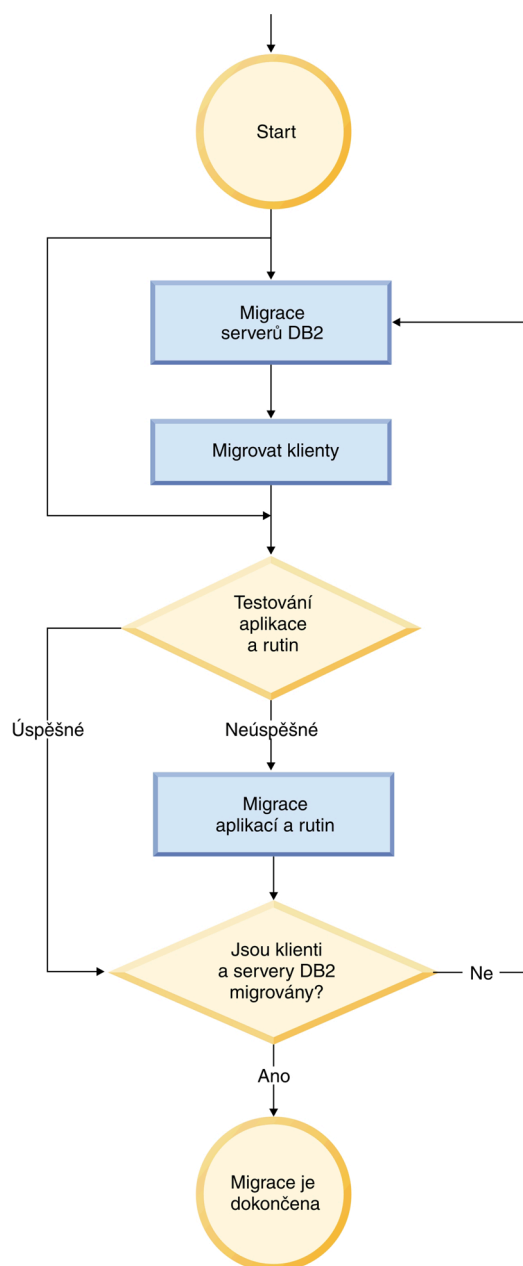 Start
Migrace
serverů DB2
Migrovat klienty
Testování
aplikace
a rutin
Úspěšné
Neúspěšné
Migrace
aplikací a rutin
Jsou klienti
a servery DB2
migrovány?
Ne
Ano
Migrace je
dokončena